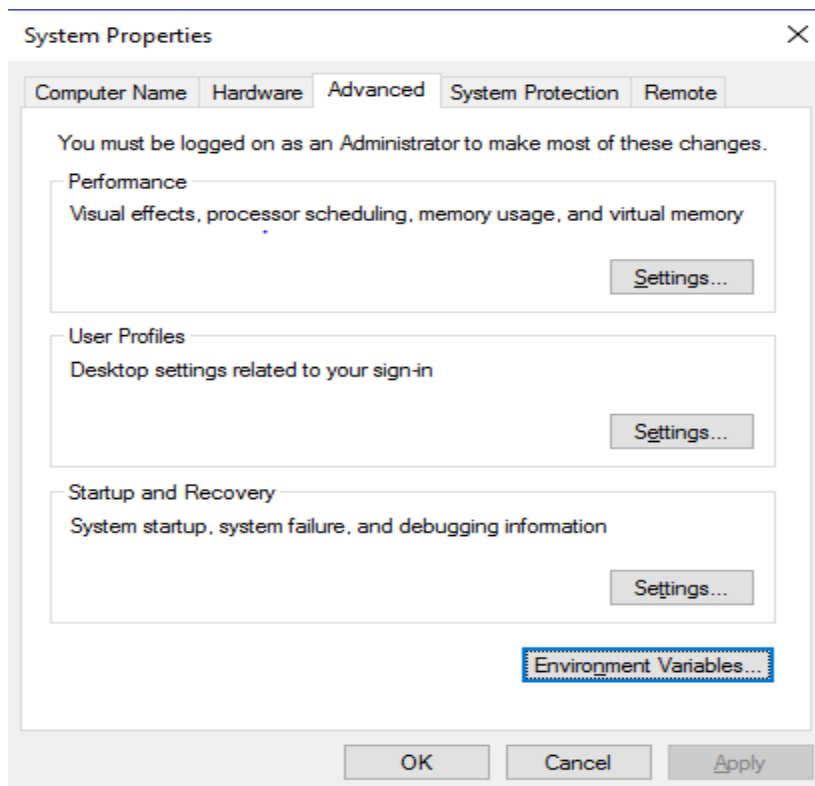 System Properties
Computer Name Hardware Advanced System Protection Remote
You must be logged on as an Administrator to make most of these changes.
Performance
Visual effects, processor scheduling, memory usage, and virtual memory
Settings...
User Profiles
Desktop settings related to your sign-in
Settings...
Startup and Recovery
System startup, system failure, and debugging information
Settings...
Environment Variables...
OK Cancel Apply